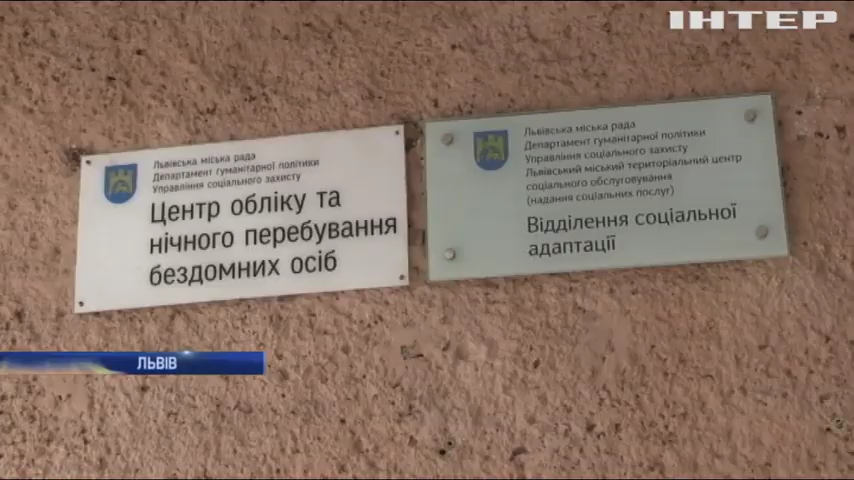 ІНТЕР
Львівська міська рада
Департамент гуманітарної політики
Управління соціального захисту
Центр обліку та
нічного перебування
бездомних осіб
Львівська міська рада
Департамент гуманітарної політики
Управління соціального захисту
Львівський міський територіальний центр
соціального обслуговування
(надання соціальних послуг)
Відділення соціальної
адаптації
ЛЬВІВ